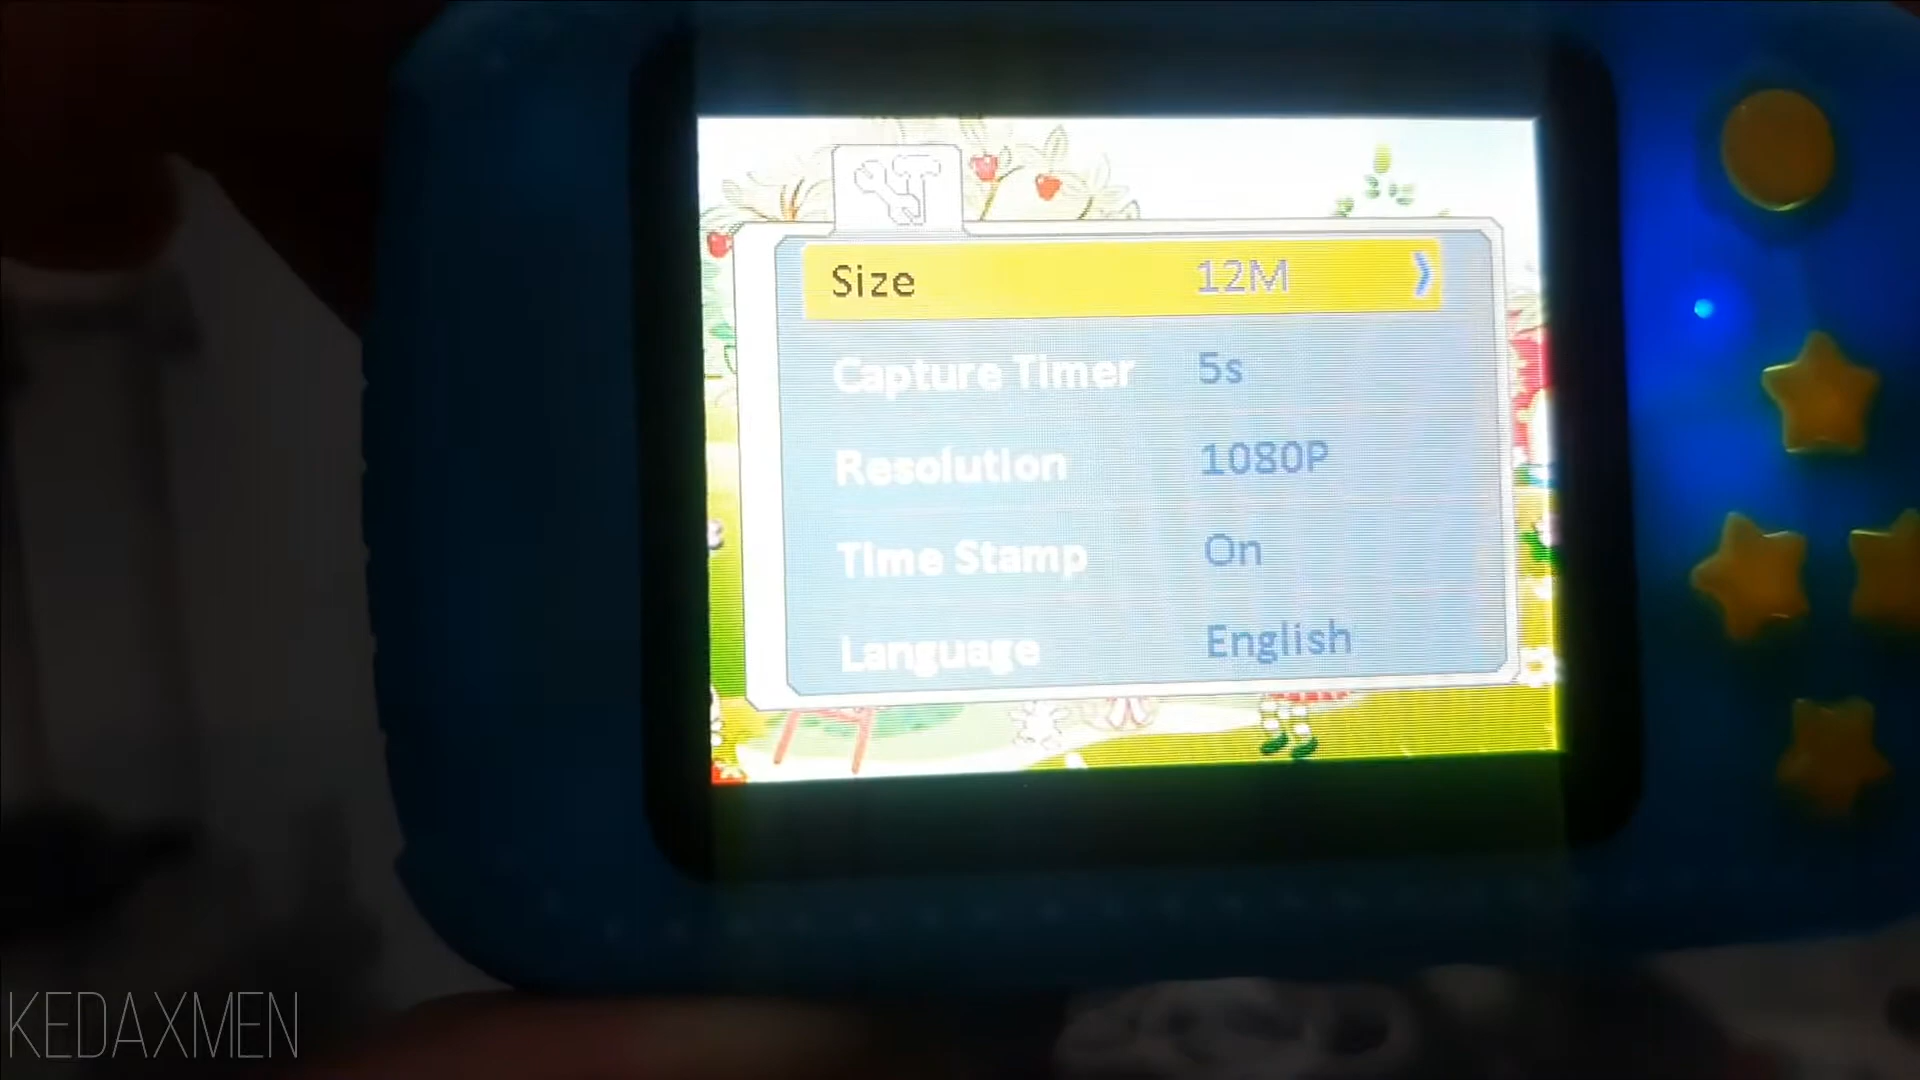 Size 12M
Capture Timer 5s
Resolution 1080P
Time Stamp On
Language English
KEDAXMEN